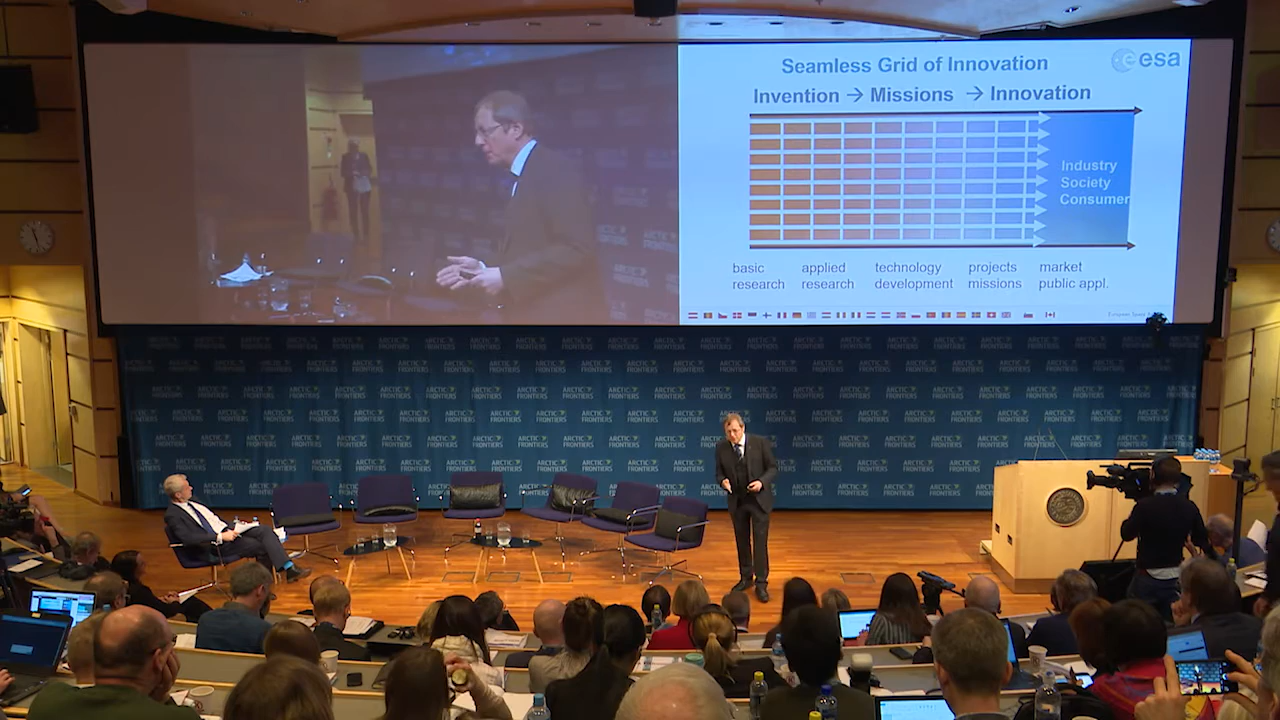 Seamless Grid of Innovation
esa
Invention → Missions → Innovation
Industry
Society
Consumer
basic
research
applied
research
technology
development
projects
missions
market
public appl.
ARCTIC
FRONTIERS